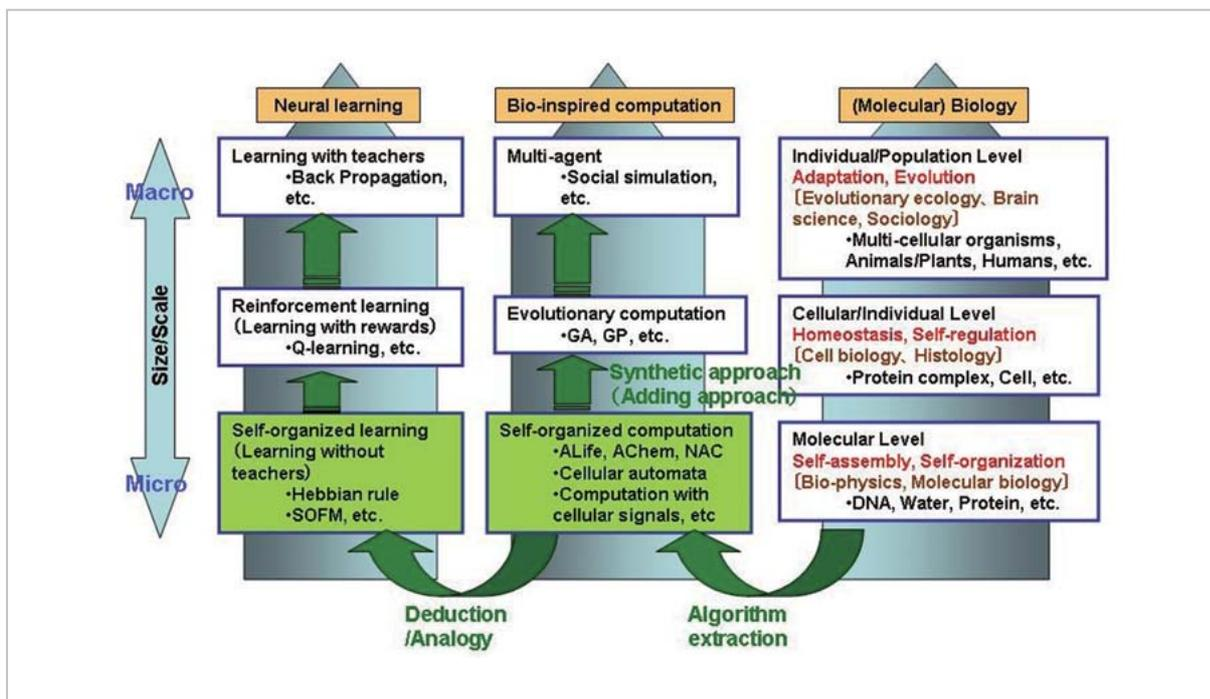 Neural learning
Bio-inspired computation
(Molecular) Biology
Macro
Size/Scale
Micro
Learning with teachers
•Back Propagation,
etc.
Reinforcement learning
(Learning with rewards)
•Q-learning, etc.
Self-organized learning
(Learning without
teachers)
•Hebbian rule
•SOFM, etc.
Multi-agent
•Social simulation,
etc.
Evolutionary computation
•GA, GP, etc.
Synthetic approach
(Adding approach)
Self-organized computation
•ALife, AChem, NAC
•Cellular automata
•Computation with
cellular signals, etc
Individual/Population Level
Adaptation, Evolution
〔Evolutionary ecology、Brain
science, Sociology〕
•Multi-cellular organisms,
Animals/Plants, Humans, etc.
Cellular/Individual Level
Homeostasis, Self-regulation
〔Cell biology、Histology〕
•Protein complex, Cell, etc.
Molecular Level
Self-assembly, Self-organization
〔Bio-physics, Molecular biology〕
•DNA, Water, Protein, etc.
Deduction
/Analogy
Algorithm
extraction